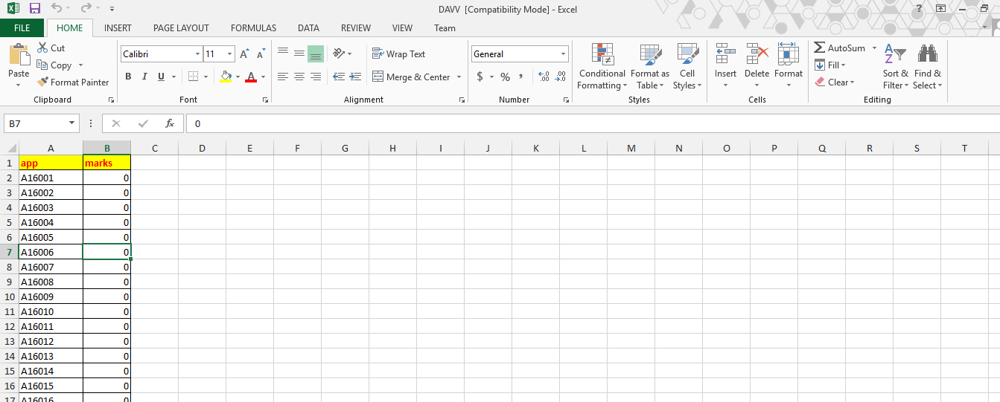 DAVV [Compatibility Mode] - Excel
?
FILE HOME INSERT PAGE LAYOUT FORMULAS DATA REVIEW VIEW Team
Paste
Cut
Copy
Format Painter
Clipboard
Calibri 11 A A
B I U A
Font
Wrap Text
Merge & Center
Alignment
General
$ % , .00 .00
Number
Conditional Formatting
Format as Table
Cell Styles
Styles
Insert Delete Format
Cells
AutoSum
Fill
Clear
Sort & Filter
Find & Select
Editing
B7 fx 0
A B C D E F G H I J K L M N O P Q R S T
1 app marks
2 A16001 0
3 A16002 0
4 A16003 0
5 A16004 0
6 A16005 0
7 A16006 0
8 A16007 0
9 A16008 0
10 A16009 0
11 A16010 0
12 A16011 0
13 A16012 0
14 A16013 0
15 A16014 0
16 A16015 0
17 A16016 0